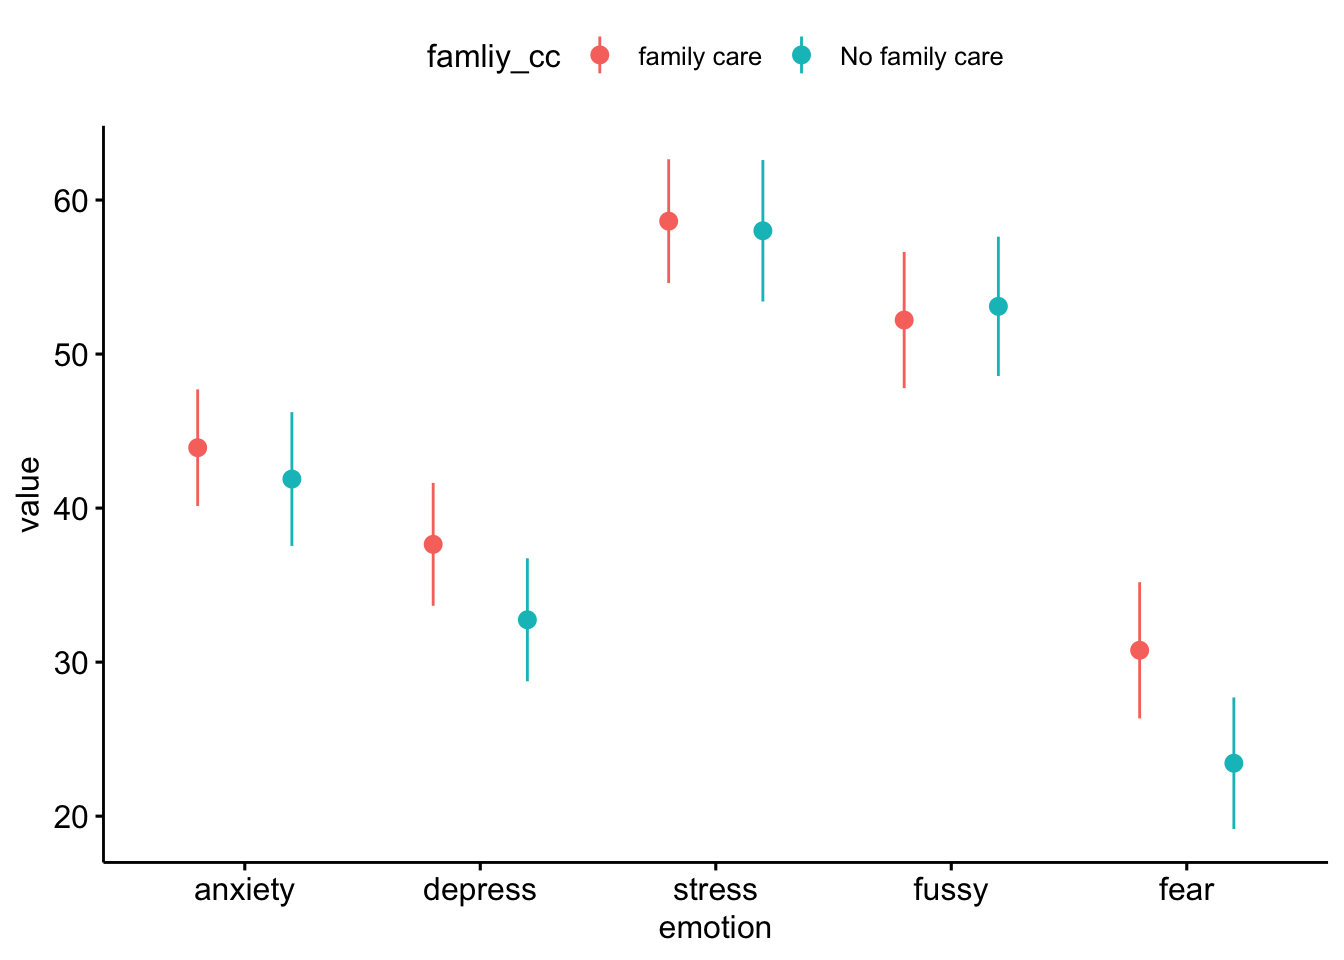 famliy_cc family care No family care
60
50
40
30
20
value
anxiety depress stress fussy fear
emotion